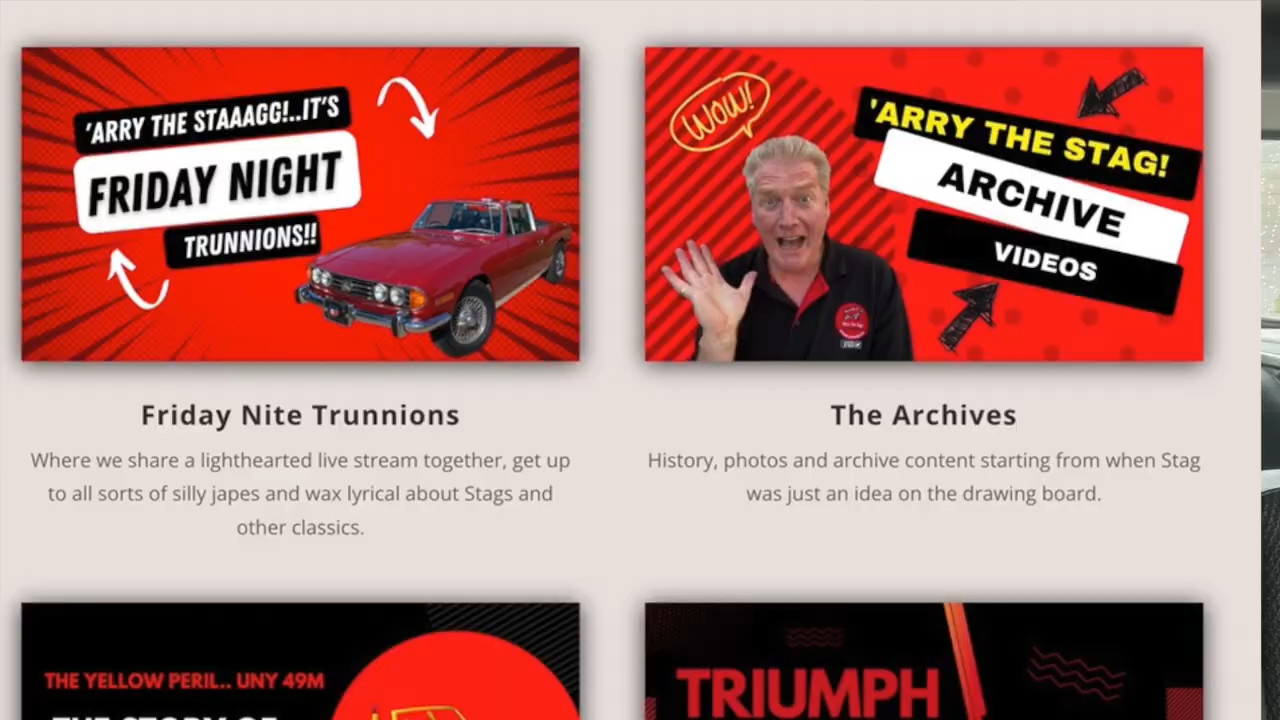 'ARRY THE STAAAGG!..IT'S
FRIDAY NIGHT
TRUNNIONS!!
WOW!
'ARRY THE STAG!
ARCHIVE
VIDEOS
Friday Nite Trunnions
Where we share a lighthearted live stream together, get up
to all sorts of silly japes and wax lyrical about Stags and
other classics.
The Archives
History, photos and archive content starting from when Stag
was just an idea on the drawing board.
THE YELLOW PERIL.. UNY 49M
THE STORY OF
TRIUMPH